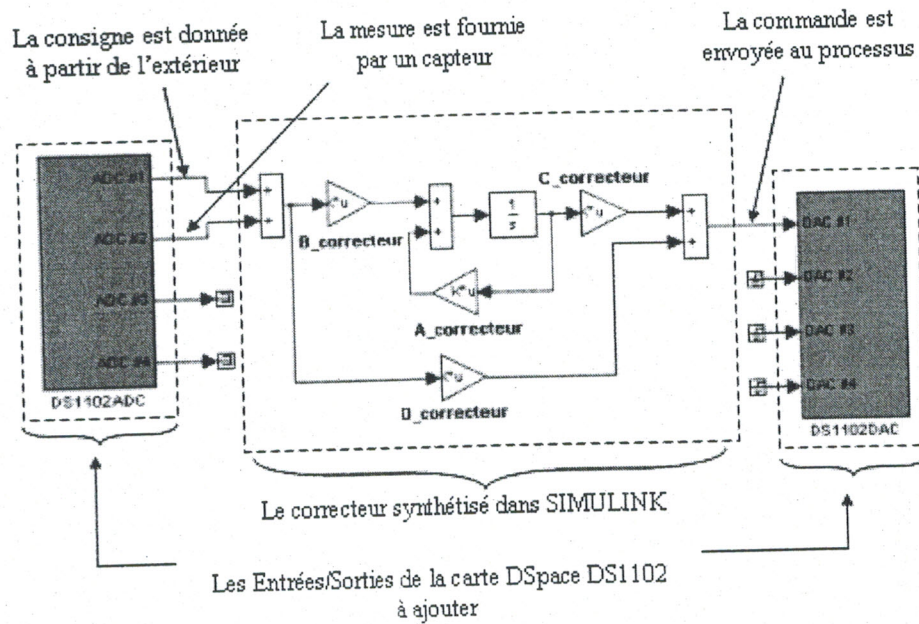 La consigne est donnée
à partir de l'extérieur
La mesure est fournie
par un capteur
La commande est
envoyée au processus
ADC #1
ADC #2
ADC #3
ADC #4
DS1102ADC
+
+
B_correcteur
+
+
1
s
C_correcteur
K*u
A_correcteur
D_correcteur
+
+
DAC #1
DAC #2
DAC #3
DAC #4
DS1102DAC
Le correcteur synthétisé dans SIMULINK
Les Entrées/Sorties de la carte DSpace DS1102
à ajouter